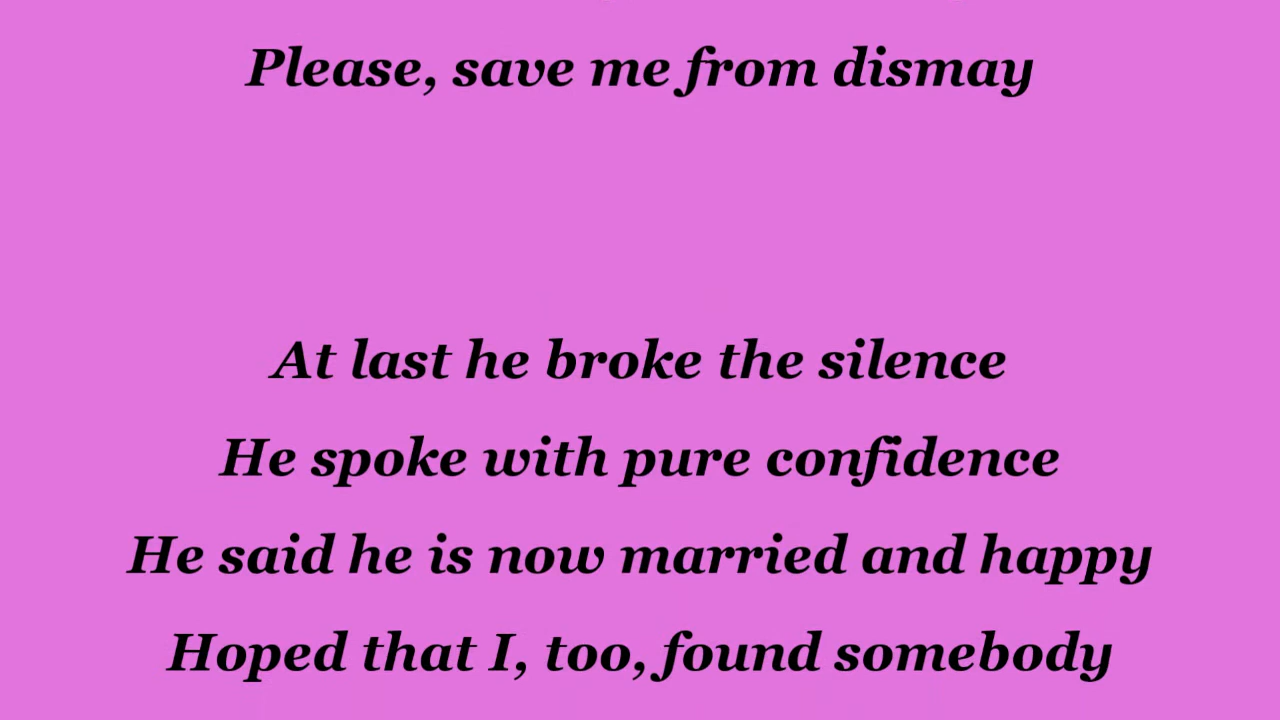 Please, save me from dismay
At last he broke the silence
He spoke with pure confidence
He said he is now married and happy
Hoped that I, too, found somebody